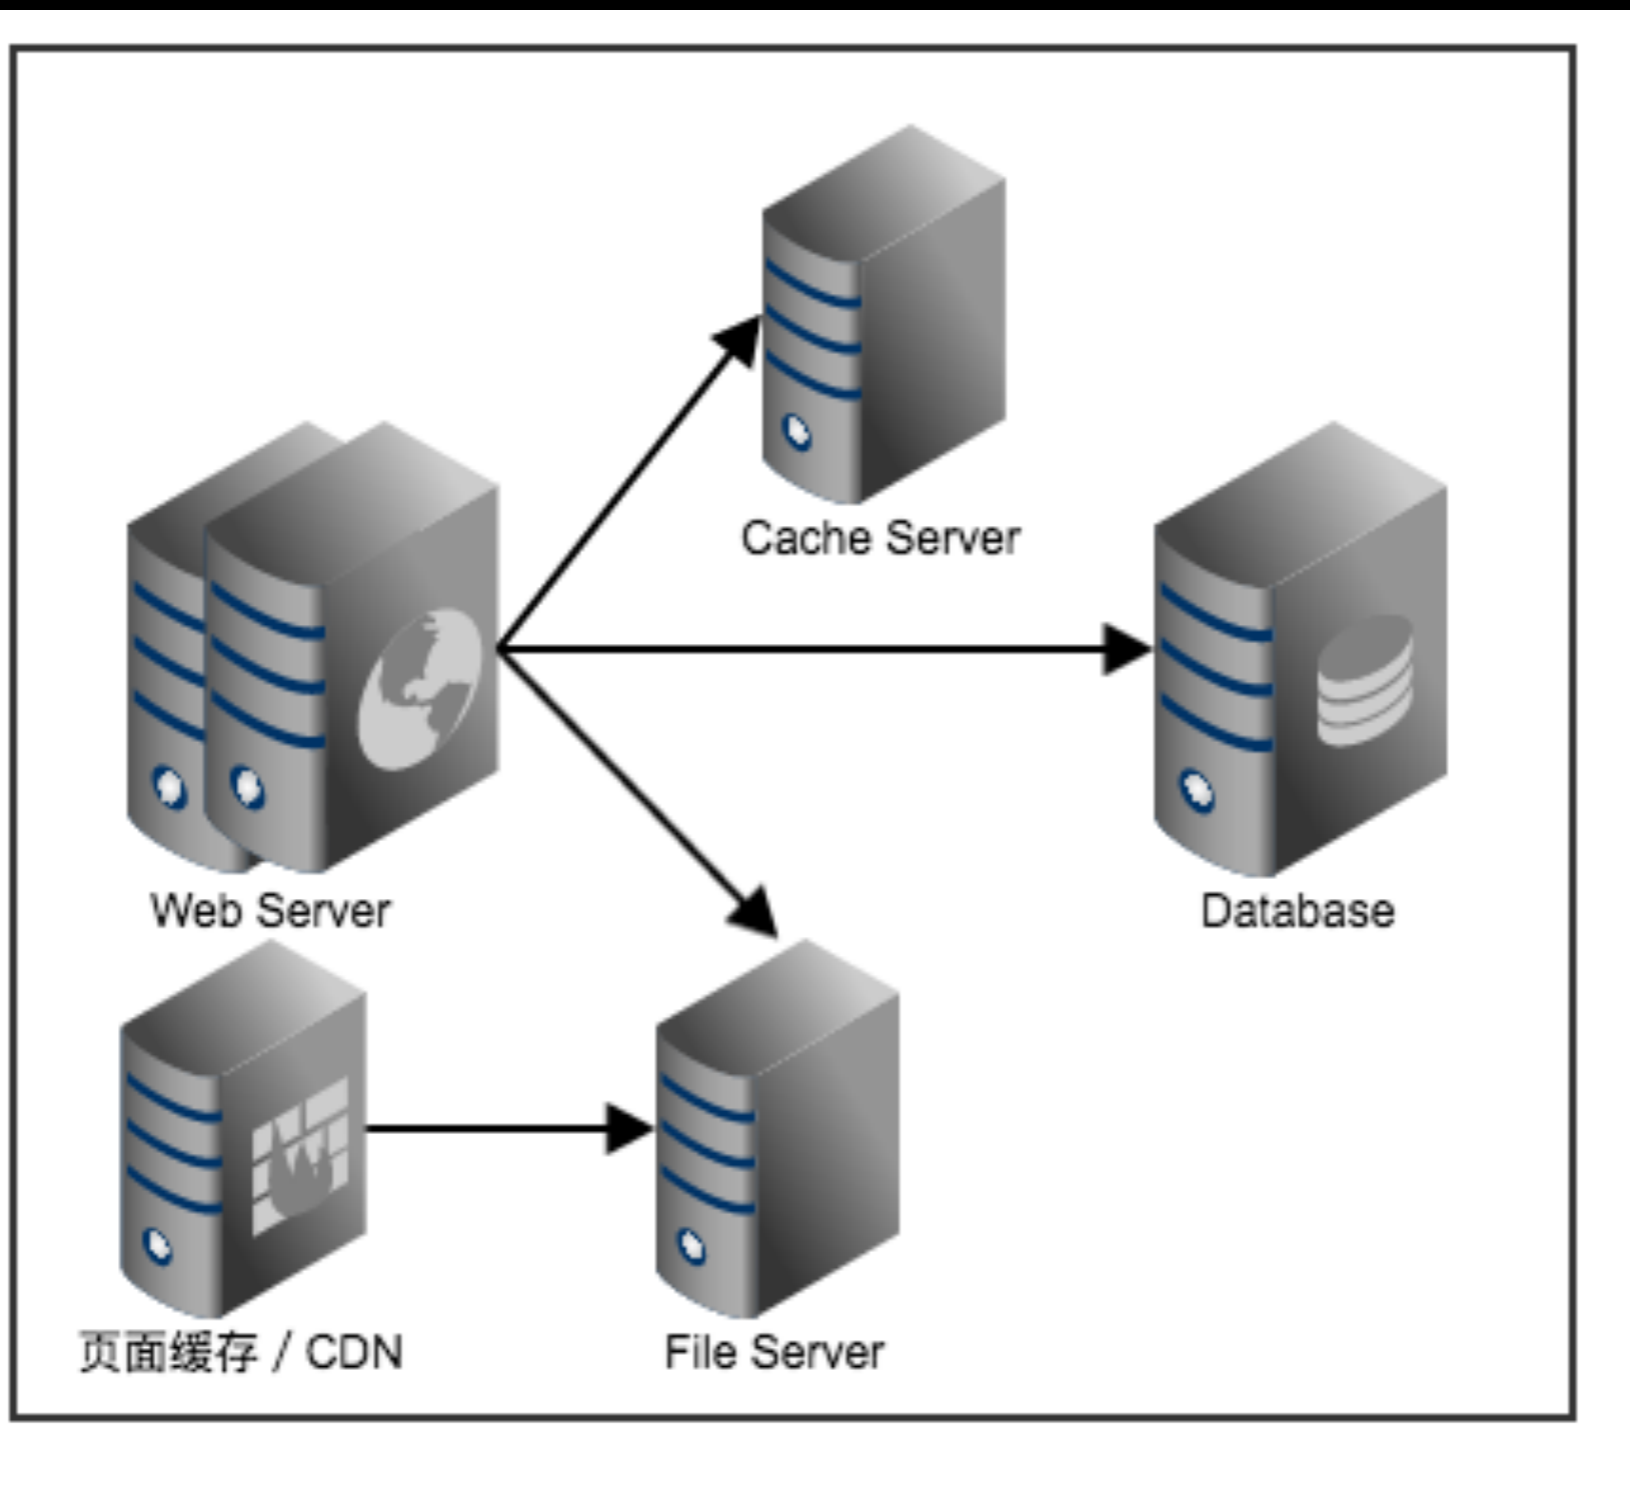 Cache Server
Web Server
Database
页面缓存 / CDN
File Server